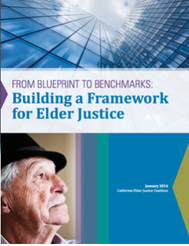 FROM BLUEPRINT TO BENCHMARKS:
Building a Framework
for Elder Justice
January 2014
California Elder Justice Coalition